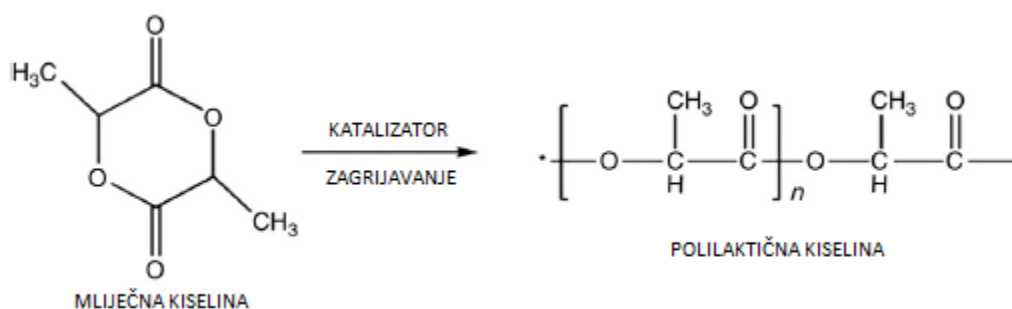 O
H₃C
O
O
CH₃
O
MLIJEČNA KISELINA
KATALIZATOR
ZAGRIJAVANJE
CH₃ O CH₃ O
O C C O C C
H H
n
POLILAKTIČNA KISELINA